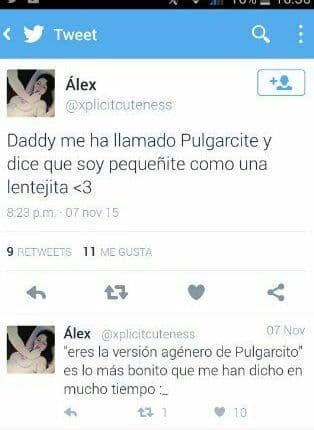 Tweet
Álex
@xplicitcuteness
Daddy me ha llamado Pulgarcite y
dice que soy pequeñite como una
lentejita <3
8:23 p.m. · 07 nov 15
9 RETWEETS 11 ME GUSTA
Álex @xplicitcuteness 07 Nov
"eres la versión agénero de Pulgarcito"
es lo más bonito que me han dicho en
mucho tiempo :_
1 10